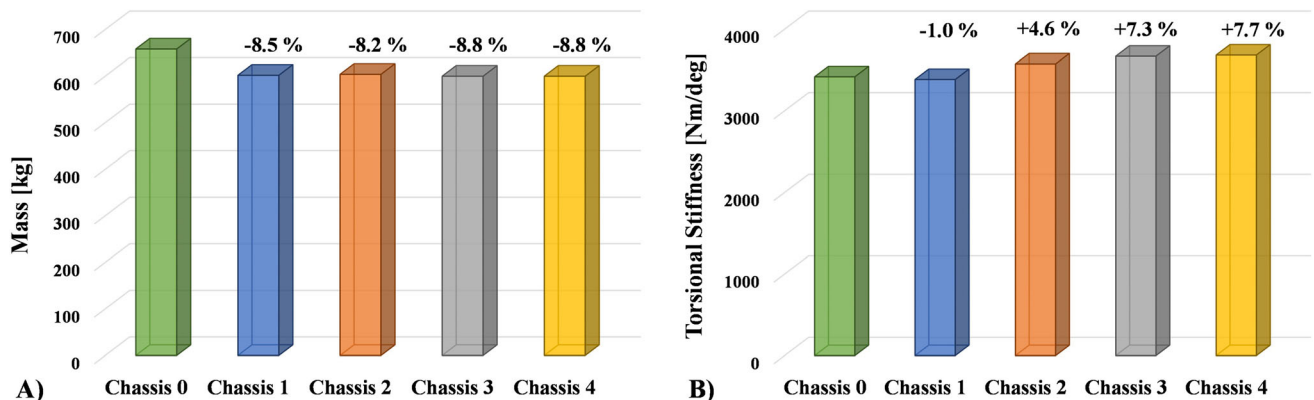 Mass [kg]
700
600
500
400
300
200
100
0
-8.5 %
-8.2 %
-8.8 %
-8.8 %
Chassis 0
Chassis 1
Chassis 2
Chassis 3
Chassis 4
A)
Torsional Stiffness [Nm/deg]
4000
3000
2000
1000
0
-1.0 %
+4.6 %
+7.3 %
+7.7 %
Chassis 0
Chassis 1
Chassis 2
Chassis 3
Chassis 4
B)